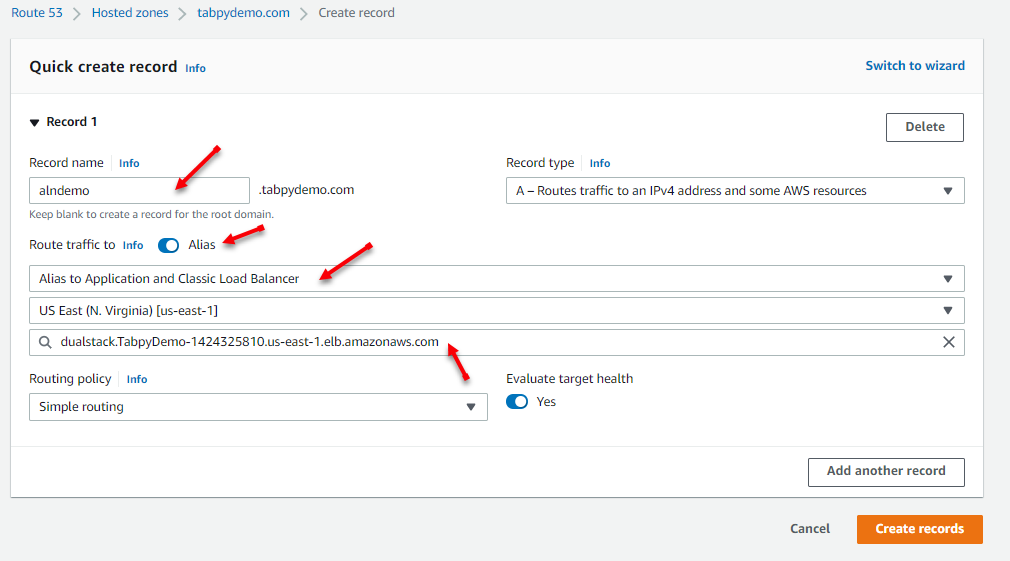 Route 53 > Hosted zones > tabpydemo.com > Create record
Quick create record Info
Switch to wizard
Record 1
Delete
Record name Info
alndemo .tabpydemo.com
Keep blank to create a record for the root domain.
Record type Info
A – Routes traffic to an IPv4 address and some AWS resources
Route traffic to Info Alias
Alias to Application and Classic Load Balancer
US East (N. Virginia) [us-east-1]
dualstack.TabpyDemo-1424325810.us-east-1.elb.amazonaws.com
Routing policy Info
Simple routing
Evaluate target health
Yes
Add another record
Cancel
Create records